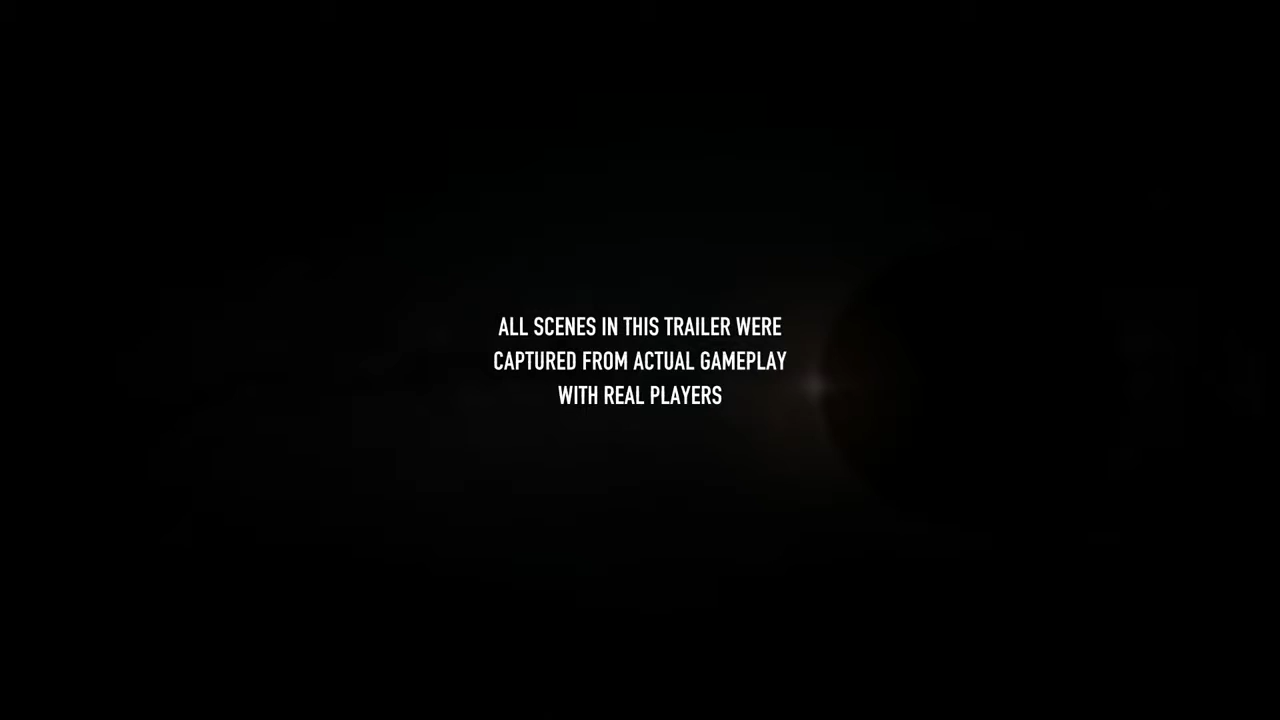 ALL SCENES IN THIS TRAILER WERE
CAPTURED FROM ACTUAL GAMEPLAY
WITH REAL PLAYERS